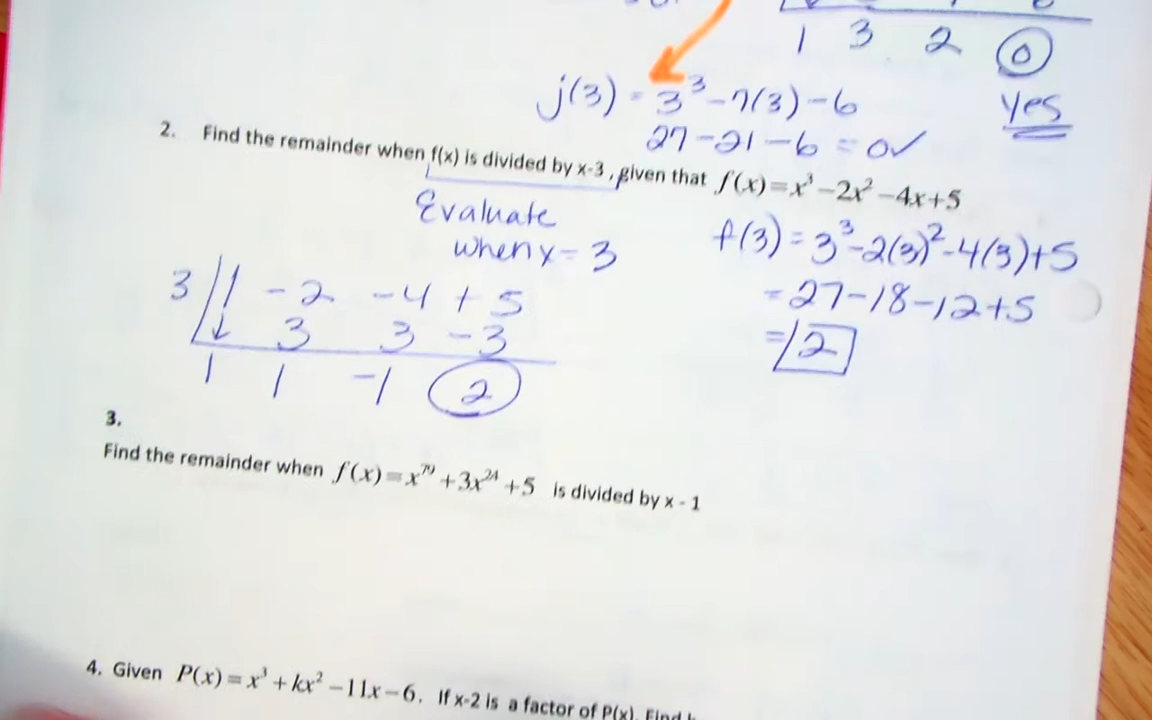 1 3 2 0
j(3) = 3³ - 7(3) - 6
Yes
27 - 21 - 6 = 0 ✓
2. Find the remainder when f(x) is divided by x-3, given that f(x)=x³-2x²-4x+5
Evaluate
when x = 3
f(3) = 3³-2(3)²-4(3)+5
3 1 -2 -4 +5
= 27-18-12+5
3 3 -3
= 2
1 1 -1 2
3.
Find the remainder when f(x)=x⁷⁹+3x²⁴+5 is divided by x - 1
4. Given P(x)=x³+kx²-11x-6. If x-2 is a factor of P(x). Find